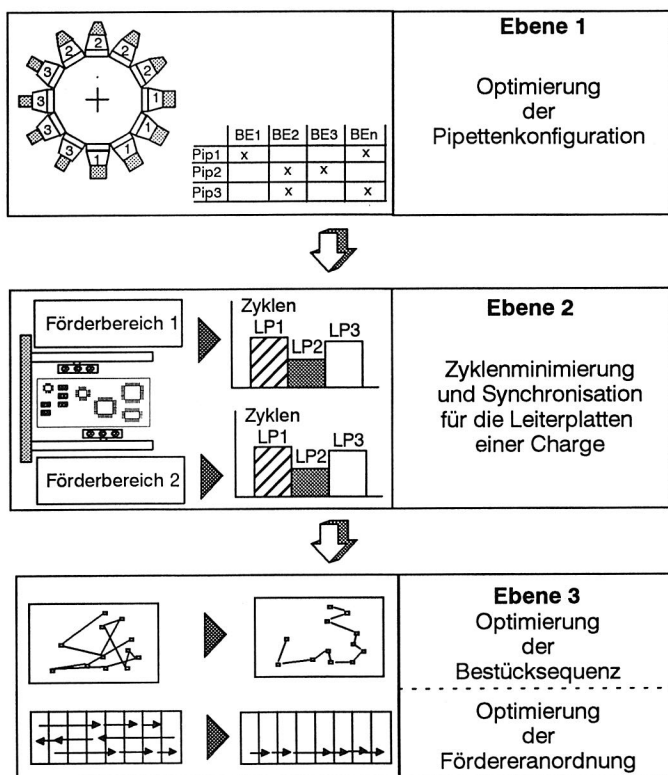 2 2 2
3 2
3 1
3 1
3 1
1
BE1 BE2 BE3 BEn
Pip1 x x
Pip2 x x
Pip3 x x
Ebene 1
Optimierung
der
Pipettenkonfiguration
Förderbereich 1
Zyklen
LP1
LP2
LP3
Förderbereich 2
Zyklen
LP1
LP2
LP3
Ebene 2
Zyklenminimierung
und Synchronisation
für die Leiterplatten
einer Charge
Ebene 3
Optimierung
der
Bestücksequenz
Optimierung
der
Fördereranordnung